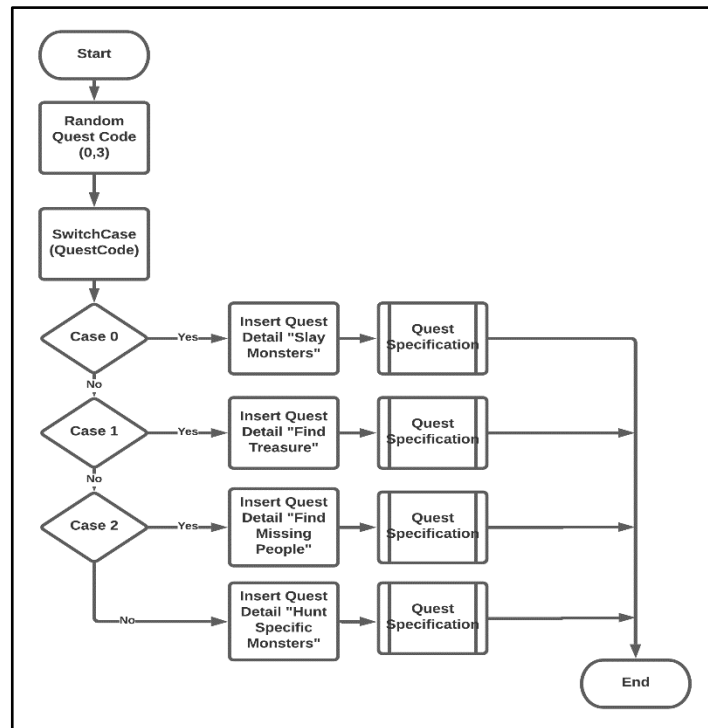 Start
Random
Quest Code
(0,3)
SwitchCase
(QuestCode)
Case 0
Yes
Insert Quest
Detail "Slay
Monsters"
Quest
Specification
No
Case 1
Yes
Insert Quest
Detail "Find
Treasure"
Quest
Specification
No
Case 2
Yes
Insert Quest
Detail "Find
Missing
People"
Quest
Specification
No
Insert Quest
Detail "Hunt
Specific
Monsters"
Quest
Specification
End